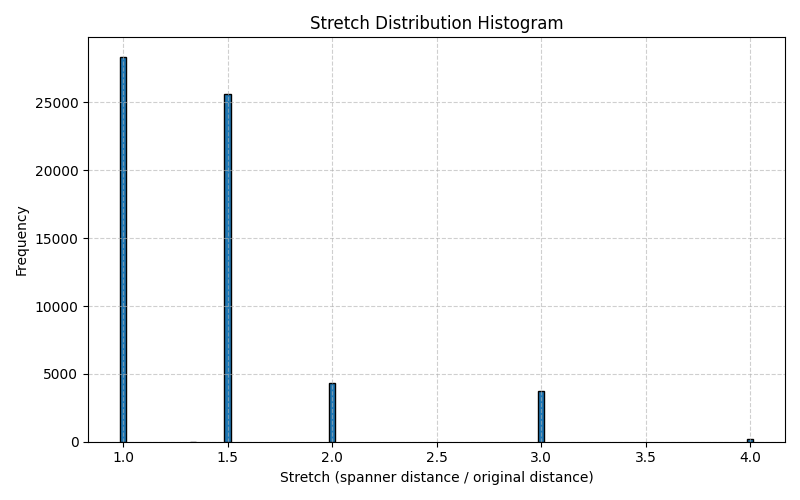 Stretch Distribution Histogram
Frequency
25000
20000
15000
10000
5000
0
1.0 1.5 2.0 2.5 3.0 3.5 4.0
Stretch (spanner distance / original distance)